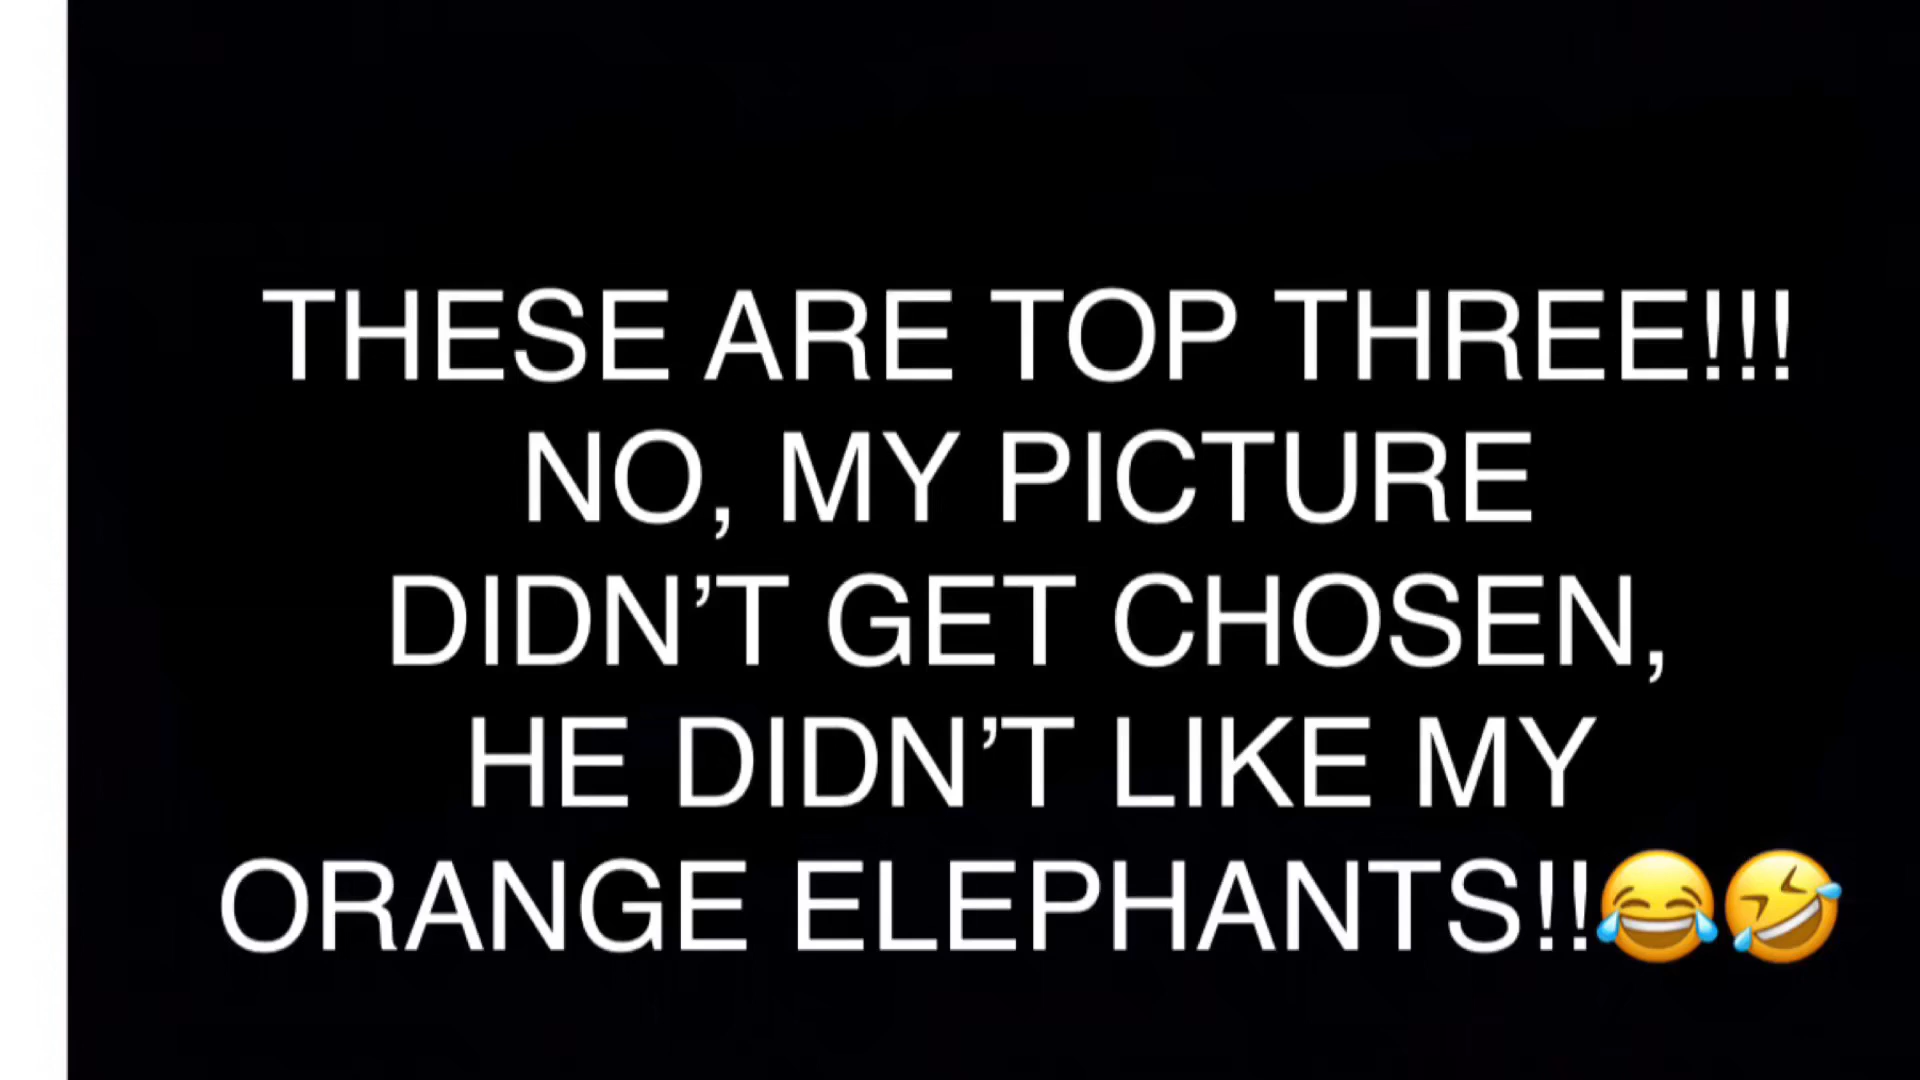 THESE ARE TOP THREE!!!
NO, MY PICTURE
DIDN’T GET CHOSEN,
HE DIDN’T LIKE MY
ORANGE ELEPHANTS!!😂🤣